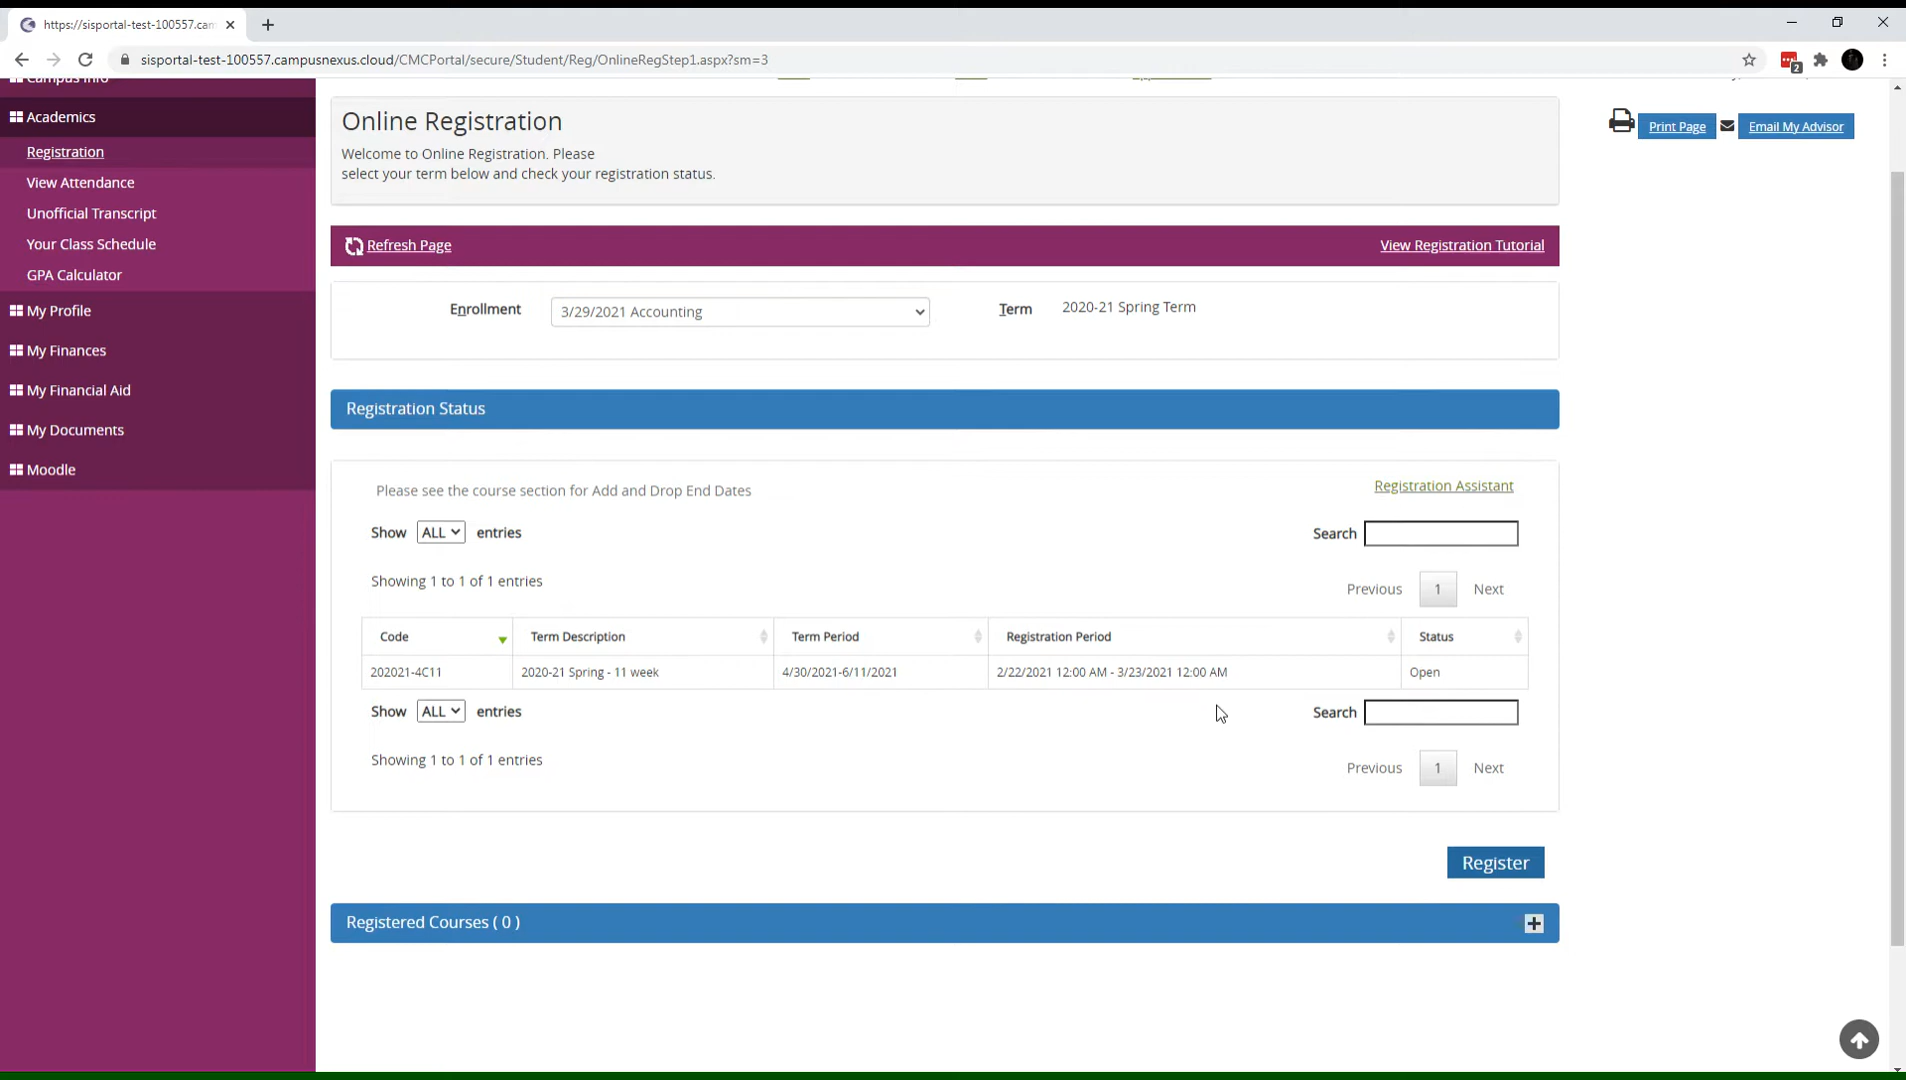 https://sisportal-test-100557.cam
sisportal-test-100557.campusnexus.cloud/CMCPortal/secure/Student/Reg/OnlineRegStep1.aspx?sm=3
2
Campus Info
Academics
Registration
View Attendance
Unofficial Transcript
Your Class Schedule
GPA Calculator
My Profile
My Finances
My Financial Aid
My Documents
Moodle
Online Registration
Welcome to Online Registration. Please
select your term below and check your registration status.
Print Page
Email My Advisor
Refresh Page
View Registration Tutorial
Enrollment 3/29/2021 Accounting Term 2020-21 Spring Term
Registration Status
Please see the course section for Add and Drop End Dates
Registration Assistant
Show ALL entries Search
Showing 1 to 1 of 1 entries Previous 1 Next
Code Term Description Term Period Registration Period Status
202021-4C11 2020-21 Spring - 11 week 4/30/2021-6/11/2021 2/22/2021 12:00 AM - 3/23/2021 12:00 AM Open
Show ALL entries Search
Showing 1 to 1 of 1 entries Previous 1 Next
Register
Registered Courses ( 0 )